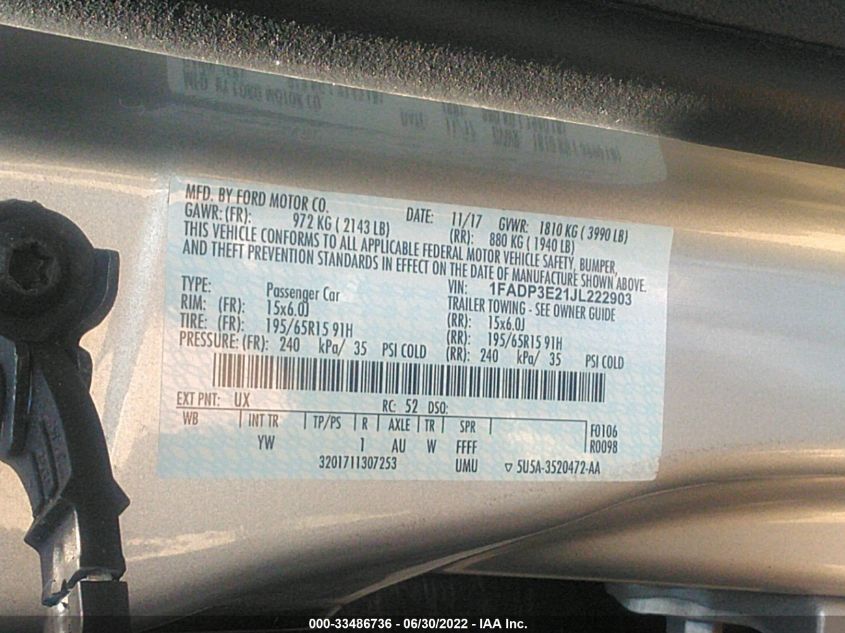 MFD. BY FORD MOTOR CO.
DATE: 11/17 GVWR: 1810 KG ( 3990 LB)
GAWR: (FR): 972 KG ( 2143 LB) (RR): 880 KG ( 1940 LB)
THIS VEHICLE CONFORMS TO ALL APPLICABLE FEDERAL MOTOR VEHICLE SAFETY, BUMPER,
AND THEFT PREVENTION STANDARDS IN EFFECT ON THE DATE OF MANUFACTURE SHOWN ABOVE.
VIN: 1FADP3E21JL222903
TYPE: Passenger Car TRAILER TOWING - SEE OWNER GUIDE
RIM: (FR): 15x6.0J (RR): 15x6.0J
TIRE: (FR): 195/65R15 91H (RR): 195/65R15 91H
PRESSURE: (FR): 240 kPa/ 35 PSI COLD (RR): 240 kPa/ 35 PSI COLD
EXT PNT: UX RC: 52 DSO:
WB INT TR TP/PS R AXLE TR SPR F0106
YW 1 AU W FFFF R0098
3201711307253 UMU ▽ 5U5A-3520472-AA
000-33486736 - 06/30/2022 - IAA Inc.